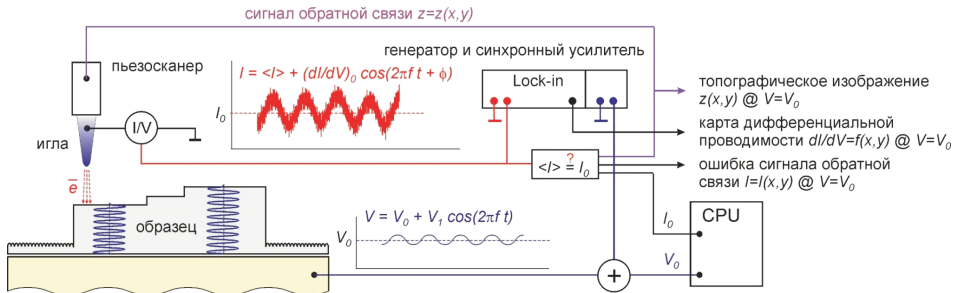 сигнал обратной связи z=z(x,y)
генератор и синхронный усилитель
пьезосканер
I = <I> + (dI/dV)₀ cos(2πf t + ϕ)
Lock-in
топографическое изображение
z(x,y) @ V=V₀
I₀
I/V
карта дифференциальной
проводимости dI/dV=f(x,y) @ V=V₀
игла
<I> ?= I₀
ошибка сигнала обратной
связи I=I(x,y) @ V=V₀
e
образец
V = V₀ + V₁ cos(2πf t)
V₀
I₀
CPU
V₀
+